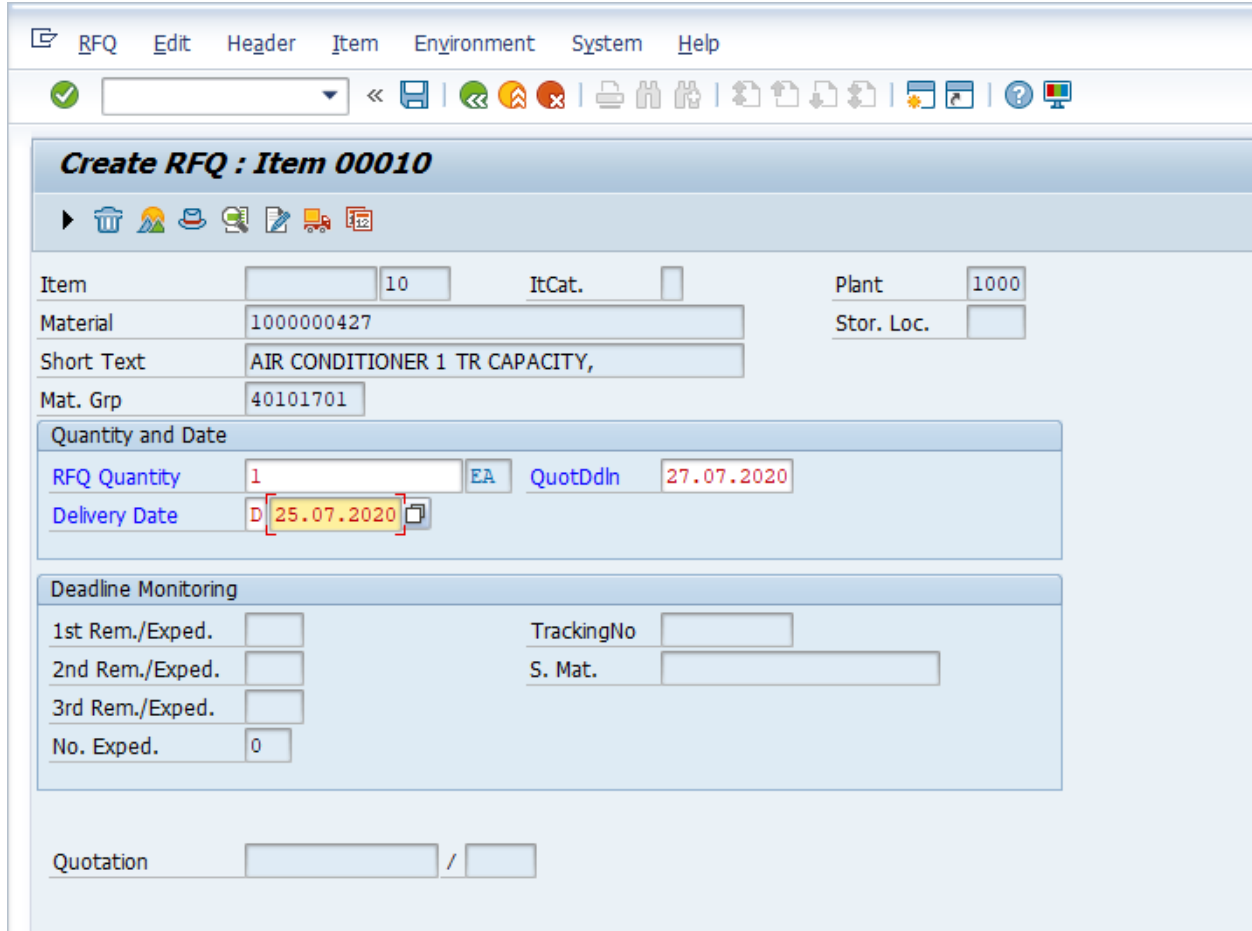 RFQ Edit Header Item Environment System Help
Create RFQ : Item 00010
Item 10 ItCat. Plant 1000
Material 1000000427 Stor. Loc.
Short Text AIR CONDITIONER 1 TR CAPACITY,
Mat. Grp 40101701
Quantity and Date
RFQ Quantity 1 EA QuotDdln 27.07.2020
Delivery Date D 25.07.2020
Deadline Monitoring
1st Rem./Exped. TrackingNo
2nd Rem./Exped. S. Mat.
3rd Rem./Exped.
No. Exped. 0
Quotation /